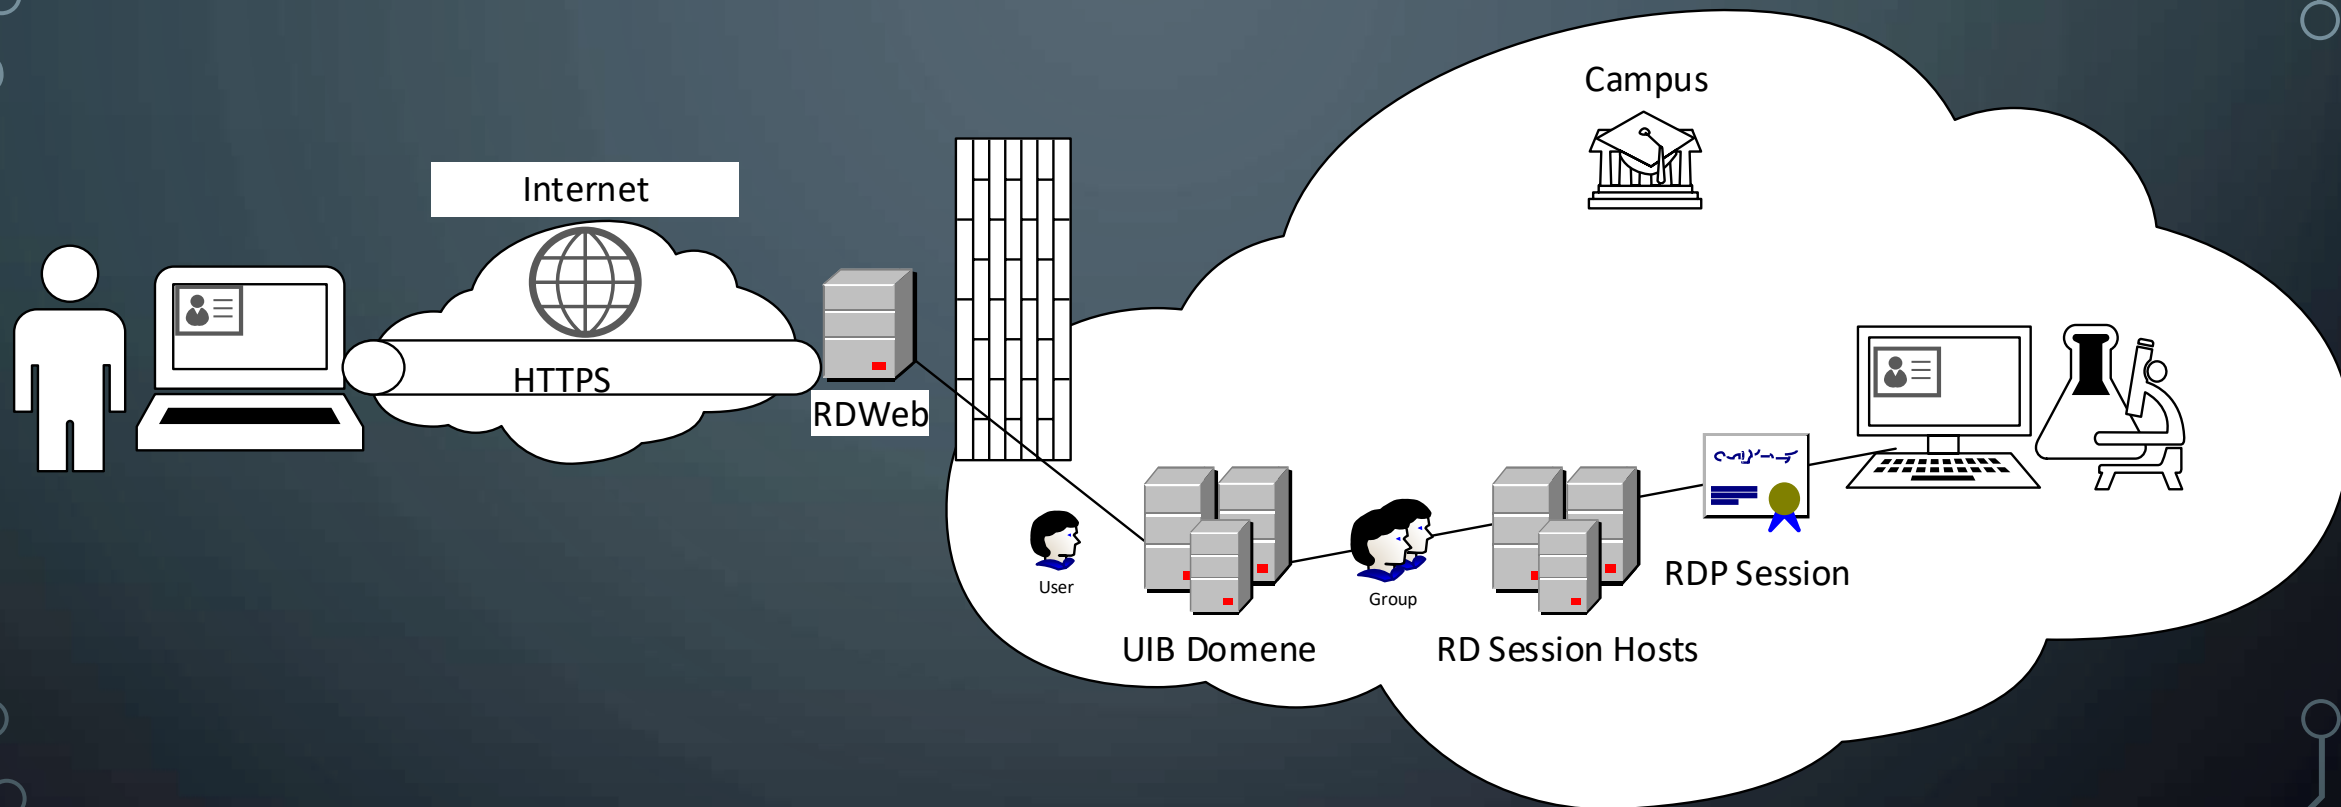 Campus
Internet
HTTPS
RDWeb
User
Group
RDP Session
UIB Domene
RD Session Hosts